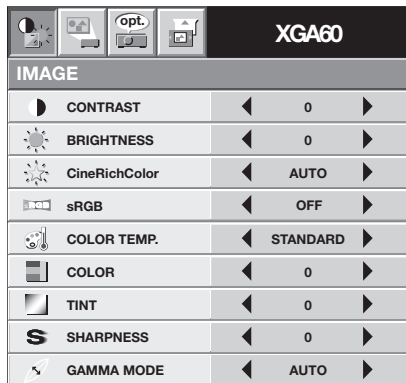 opt.
XGA60
IMAGE
CONTRAST 0
BRIGHTNESS 0
CineRichColor AUTO
sRGB OFF
COLOR TEMP. STANDARD
COLOR 0
TINT 0
S SHARPNESS 0
GAMMA MODE AUTO